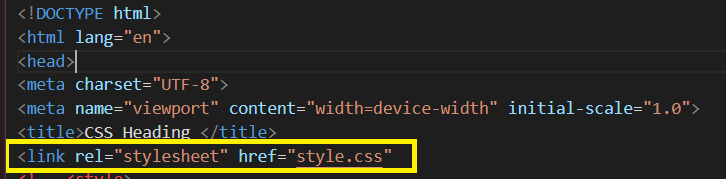 <!DOCTYPE html>
<html lang="en">
<head>
<meta charset="UTF-8">
<meta name="viewport" content="width=device-width" initial-scale="1.0">
<title>CSS Heading </title>
<link rel="stylesheet" href="style.css"
<!-- <style>